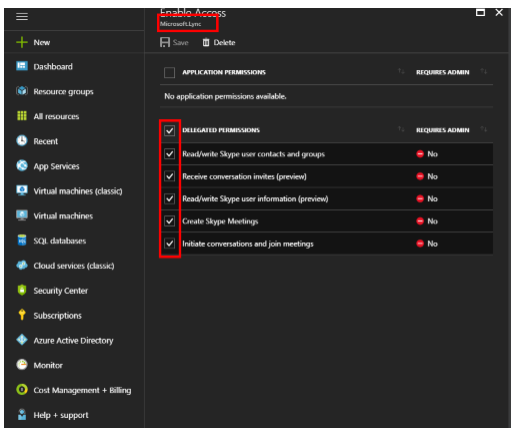 Enable Access
Microsoft.Lync
New
Save Delete
Dashboard
APPLICATION PERMISSIONS REQUIRES ADMIN
Resource groups
No application permissions available.
All resources
DELEGATED PERMISSIONS REQUIRES ADMIN
Recent
Read/write Skype user contacts and groups No
App Services
Receive conversation invites (preview) No
Virtual machines (classic)
Read/write Skype user information (preview) No
Virtual machines
Create Skype Meetings No
SQL databases
Initiate conversations and join meetings No
Cloud services (classic)
Security Center
Subscriptions
Azure Active Directory
Monitor
Cost Management + Billing
Help + support